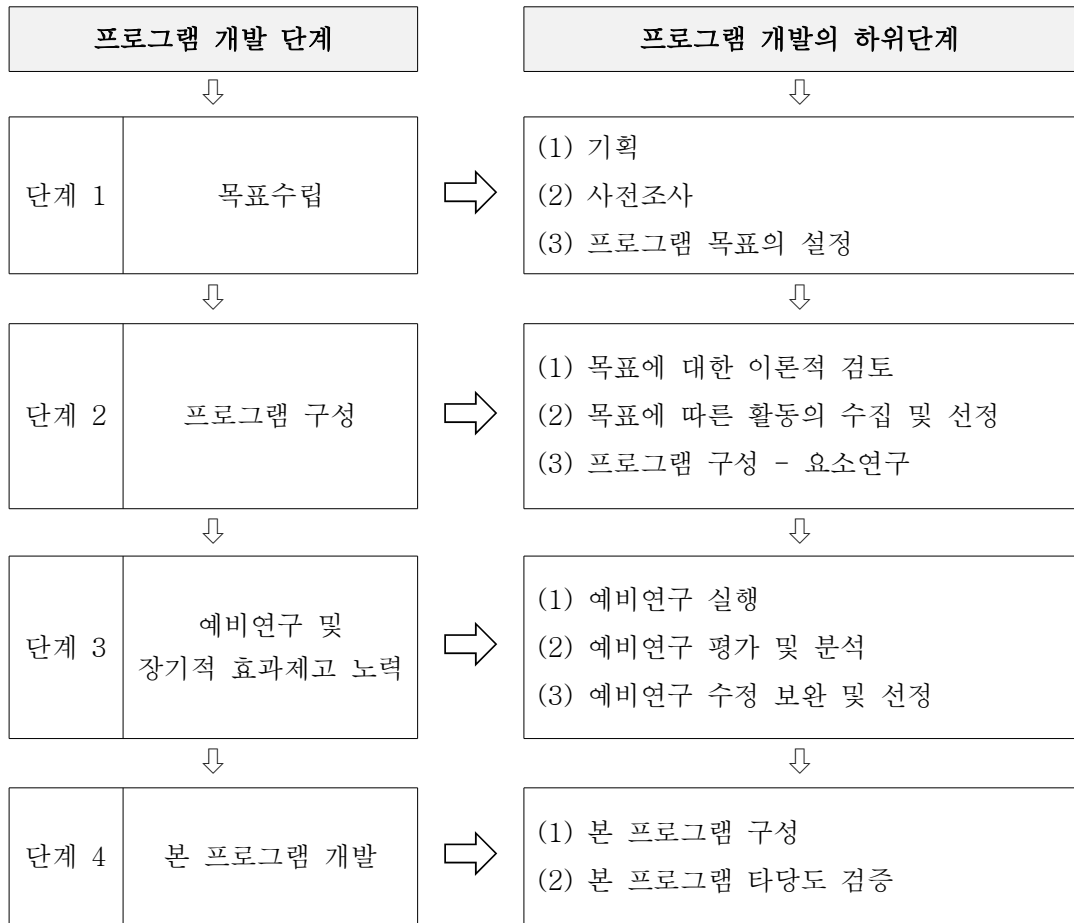 프로그램 개발 단계
프로그램 개발의 하위단계
단계 1
목표수립
(1) 기획
(2) 사전조사
(3) 프로그램 목표의 설정
단계 2
프로그램 구성
(1) 목표에 대한 이론적 검토
(2) 목표에 따른 활동의 수집 및 선정
(3) 프로그램 구성 - 요소연구
단계 3
예비연구 및
장기적 효과제고 노력
(1) 예비연구 실행
(2) 예비연구 평가 및 분석
(3) 예비연구 수정 보완 및 선정
단계 4
본 프로그램 개발
(1) 본 프로그램 구성
(2) 본 프로그램 타당도 검증